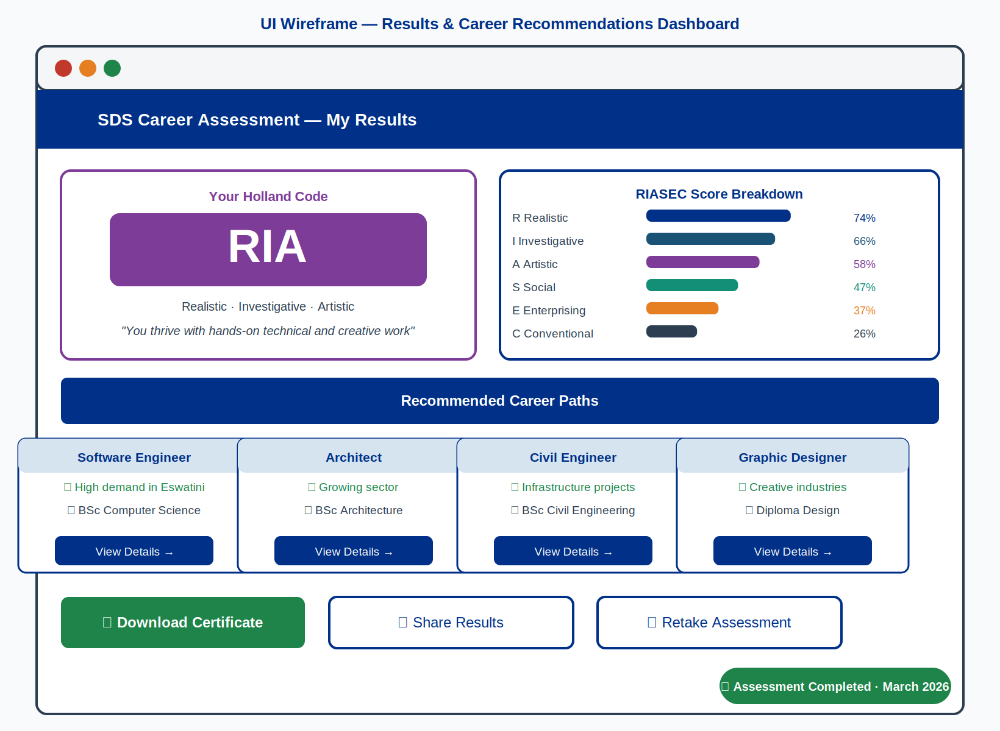 UI Wireframe — Results & Career Recommendations Dashboard
SDS Career Assessment — My Results
Your Holland Code
RIA
Realistic · Investigative · Artistic
"You thrive with hands-on technical and creative work"
RIASEC Score Breakdown
R Realistic 74%
I Investigative 66%
A Artistic 58%
S Social 47%
E Enterprising 37%
C Conventional 26%
Recommended Career Paths
Software Engineer
High demand in Eswatini
BSc Computer Science
View Details →
Architect
Growing sector
BSc Architecture
View Details →
Civil Engineer
Infrastructure projects
BSc Civil Engineering
View Details →
Graphic Designer
Creative industries
Diploma Design
View Details →
Download Certificate
Share Results
Retake Assessment
Assessment Completed · March 2026